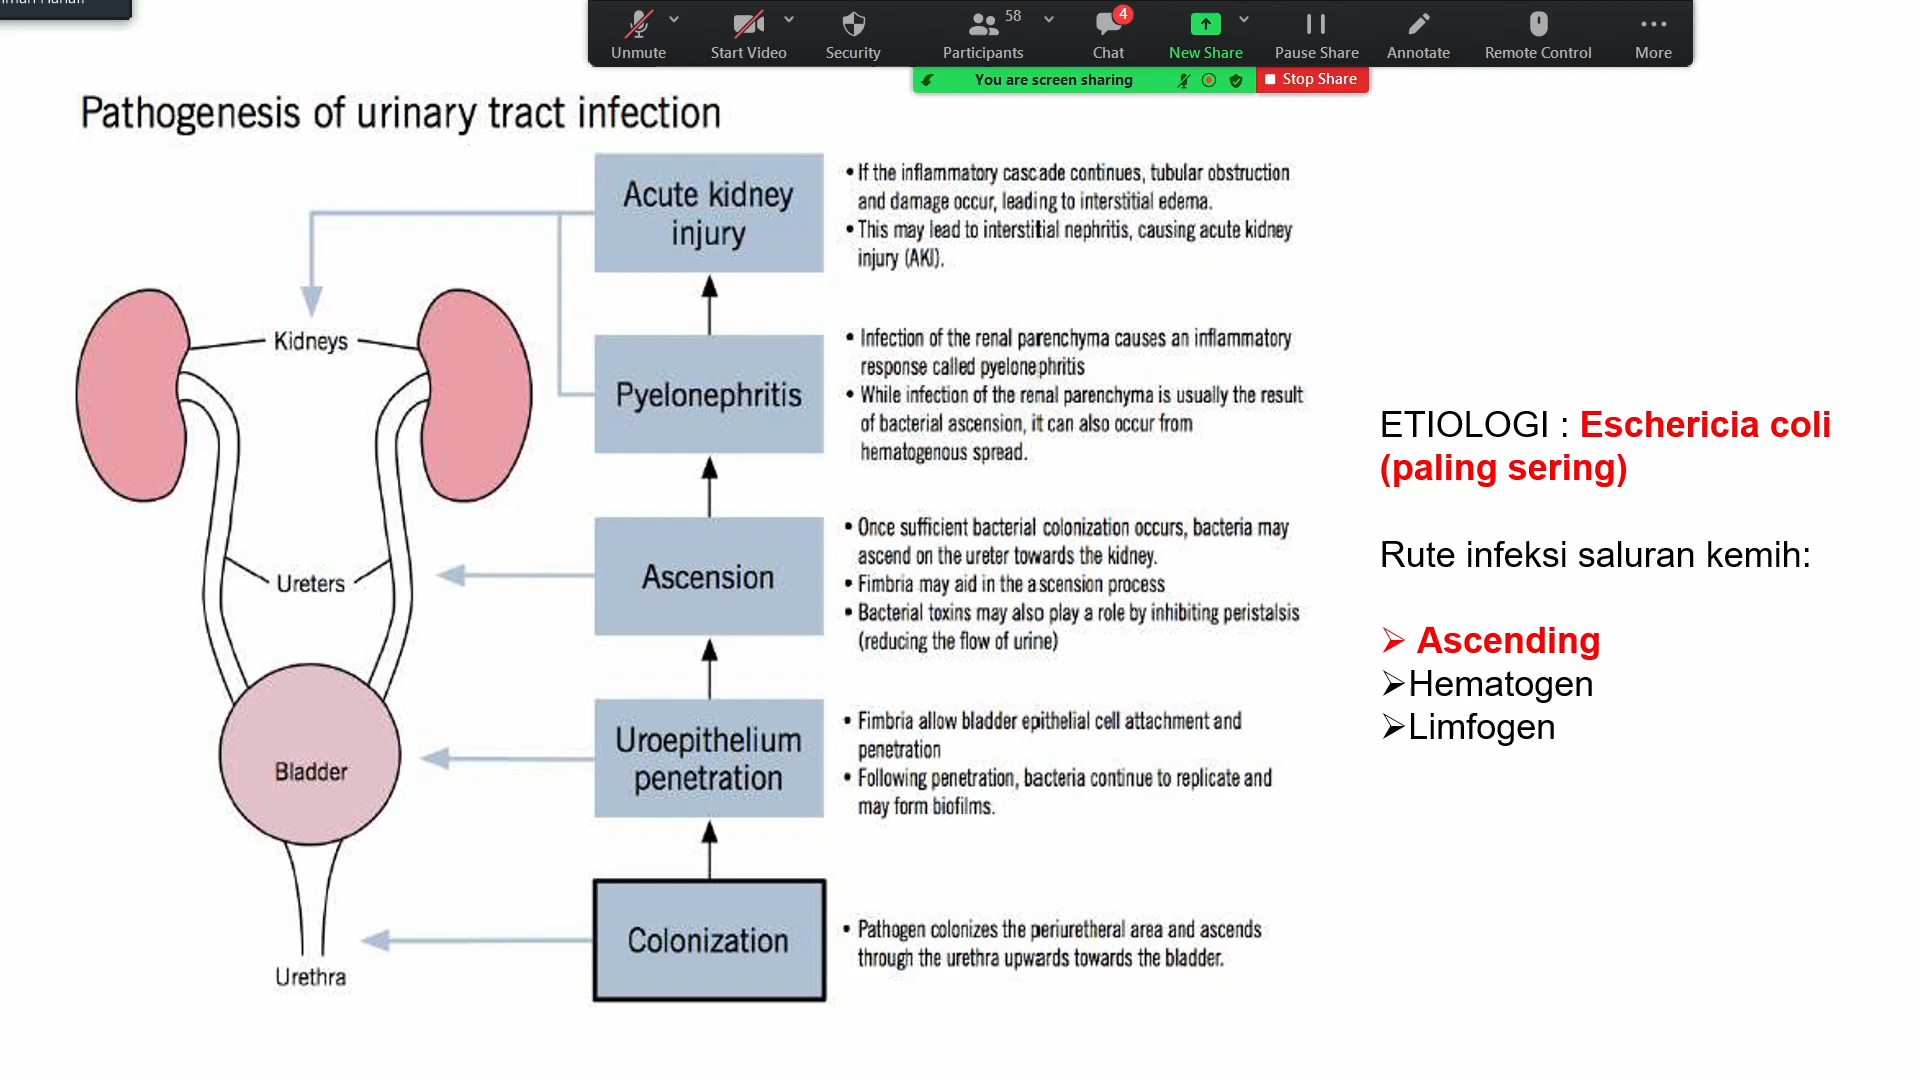 Unmute
Start Video
Security
58
Participants
4
Chat
New Share
Pause Share
Annotate
Remote Control
More
You are screen sharing
Stop Share
Pathogenesis of urinary tract infection
Acute kidney
injury
• If the inflammatory cascade continues, tubular obstruction
and damage occur, leading to interstitial edema.
• This may lead to interstitial nephritis, causing acute kidney
injury (AKI).
Kidneys
Pyelonephritis
• Infection of the renal parenchyma causes an inflammatory
response called pyelonephritis
• While infection of the renal parenchyma is usually the result
of bacterial ascension, it can also occur from
hematogenous spread.
Ureters
Ascension
• Once sufficient bacterial colonization occurs, bacteria may
ascend on the ureter towards the kidney.
• Fimbria may aid in the ascension process
• Bacterial toxins may also play a role by inhibiting peristalsis
(reducing the flow of urine)
Bladder
Uroepithelium
penetration
• Fimbria allow bladder epithelial cell attachment and
penetration
• Following penetration, bacteria continue to replicate and
may form biofilms.
Urethra
Colonization
• Pathogen colonizes the periurethral area and ascends
through the urethra upwards towards the bladder.
ETIOLOGI : Eschericia coli
(paling sering)
Rute infeksi saluran kemih:
➢ Ascending
➢Hematogen
➢Limfogen